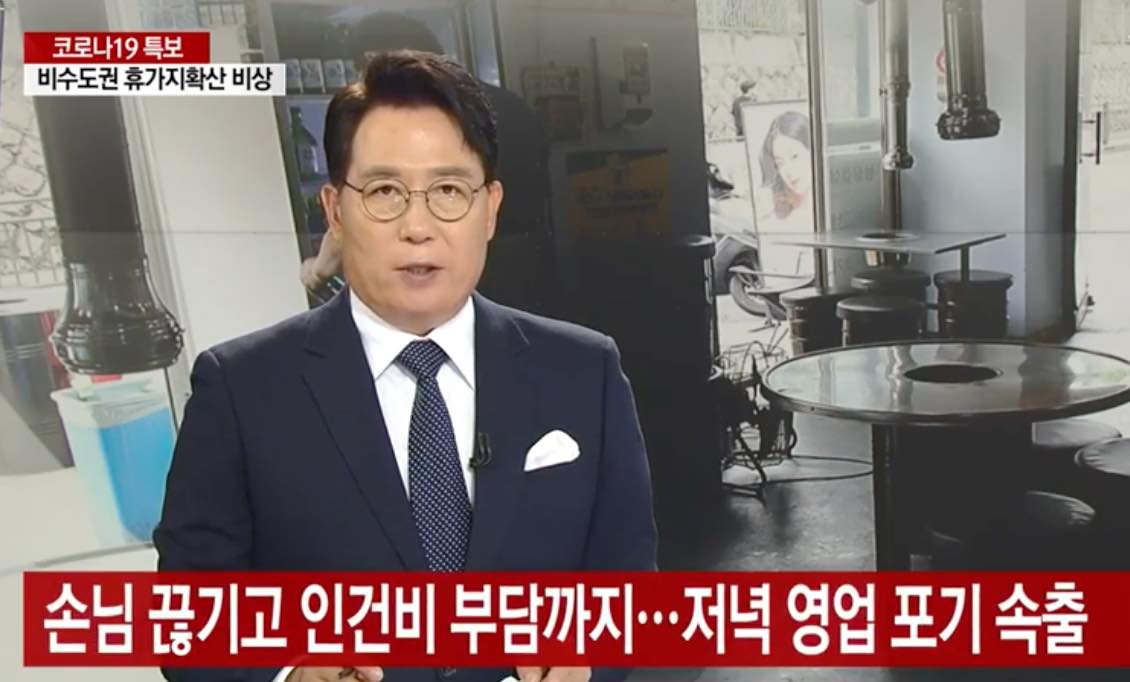 코로나19 특보
비수도권 휴가지확산 비상
손님 끊기고 인건비 부담까지…저녁 영업 포기 속출